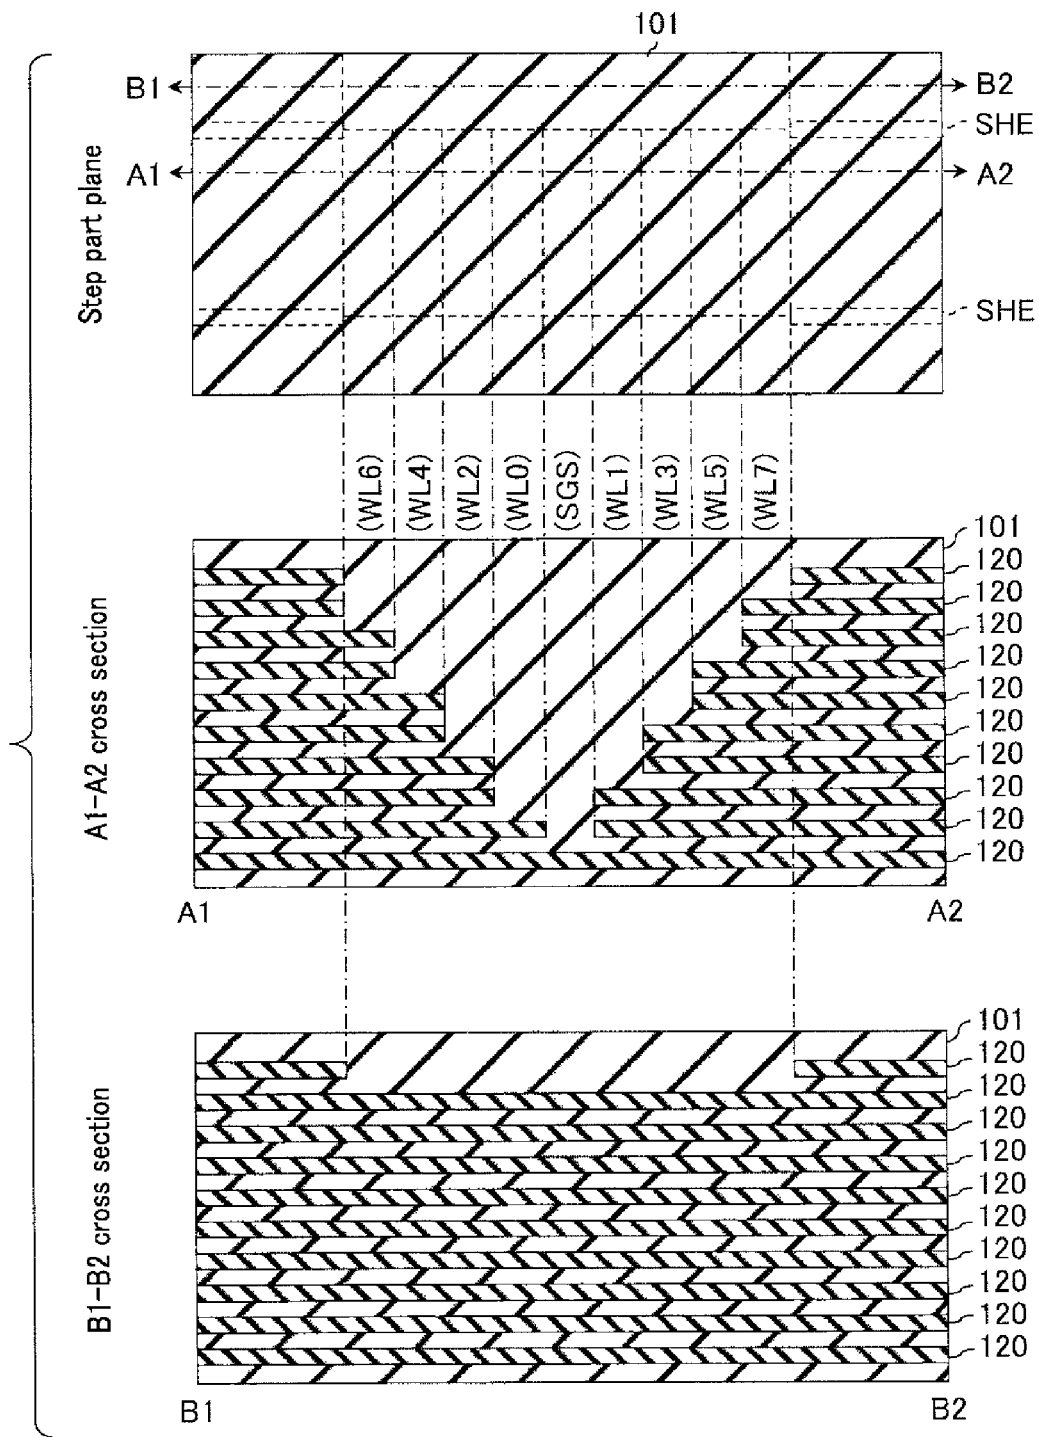 101
B1
B2
SHE
A1
A2
SHE
Step part plane
(WL6)
(WL4)
(WL2)
(WL0)
(SGS)
(WL1)
(WL3)
(WL5)
(WL7)
101
120
120
120
120
120
120
120
120
120
120
A1-A2 cross section
A1
A2
101
120
120
120
120
120
120
120
120
120
120
B1-B2 cross section
B1
B2